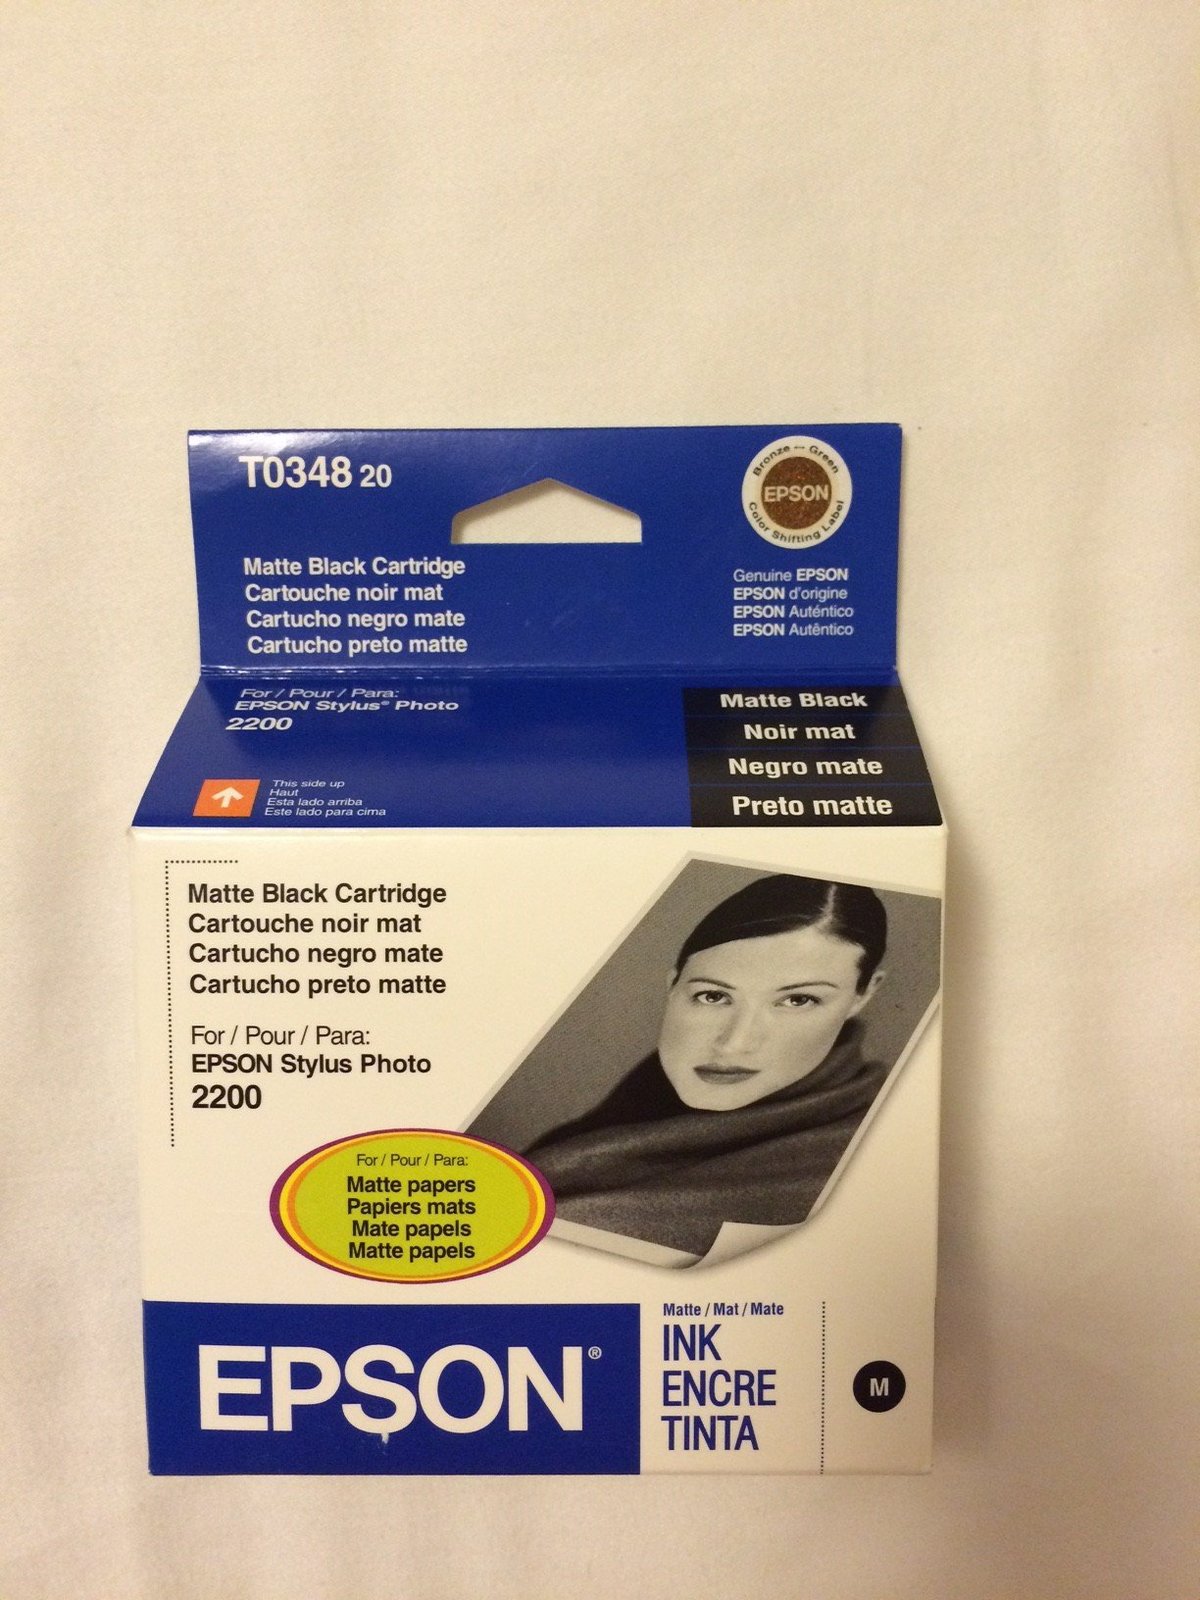 T0348 20
Matte Black Cartridge
Cartouche noir mat
Cartucho negro mate
Cartucho preto matte
Bronze ↔ Green
EPSON
Color Shifting Label
Genuine EPSON
EPSON d'origine
EPSON Auténtico
EPSON Autêntico
For / Pour / Para:
EPSON Stylus® Photo
2200
Matte Black
Noir mat
Negro mate
Preto matte
This side up
Haut
Esta lado arriba
Este lado para cima
Matte Black Cartridge
Cartouche noir mat
Cartucho negro mate
Cartucho preto matte
For / Pour / Para:
EPSON Stylus Photo
2200
For / Pour / Para:
Matte papers
Papiers mats
Mate papels
Matte papels
EPSON®
Matte / Mat / Mate
INK
ENCRE
TINTA
M